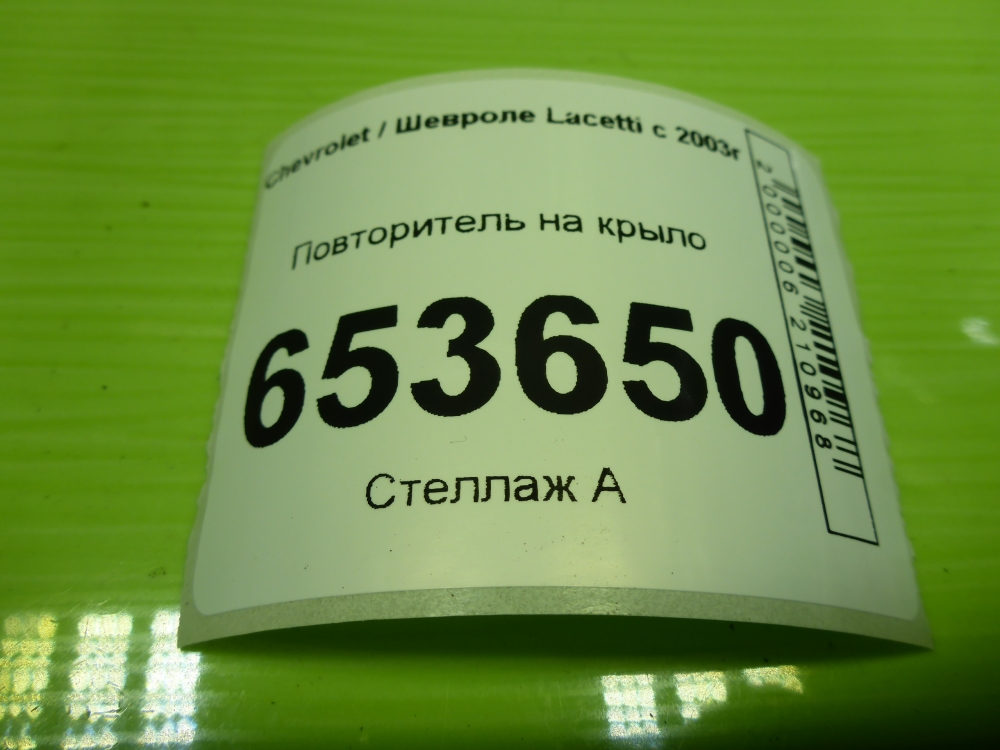 Chevrolet / Шевроле Lacetti с 2003г
Повторитель на крыло
653650
Стеллаж А
2000006210968